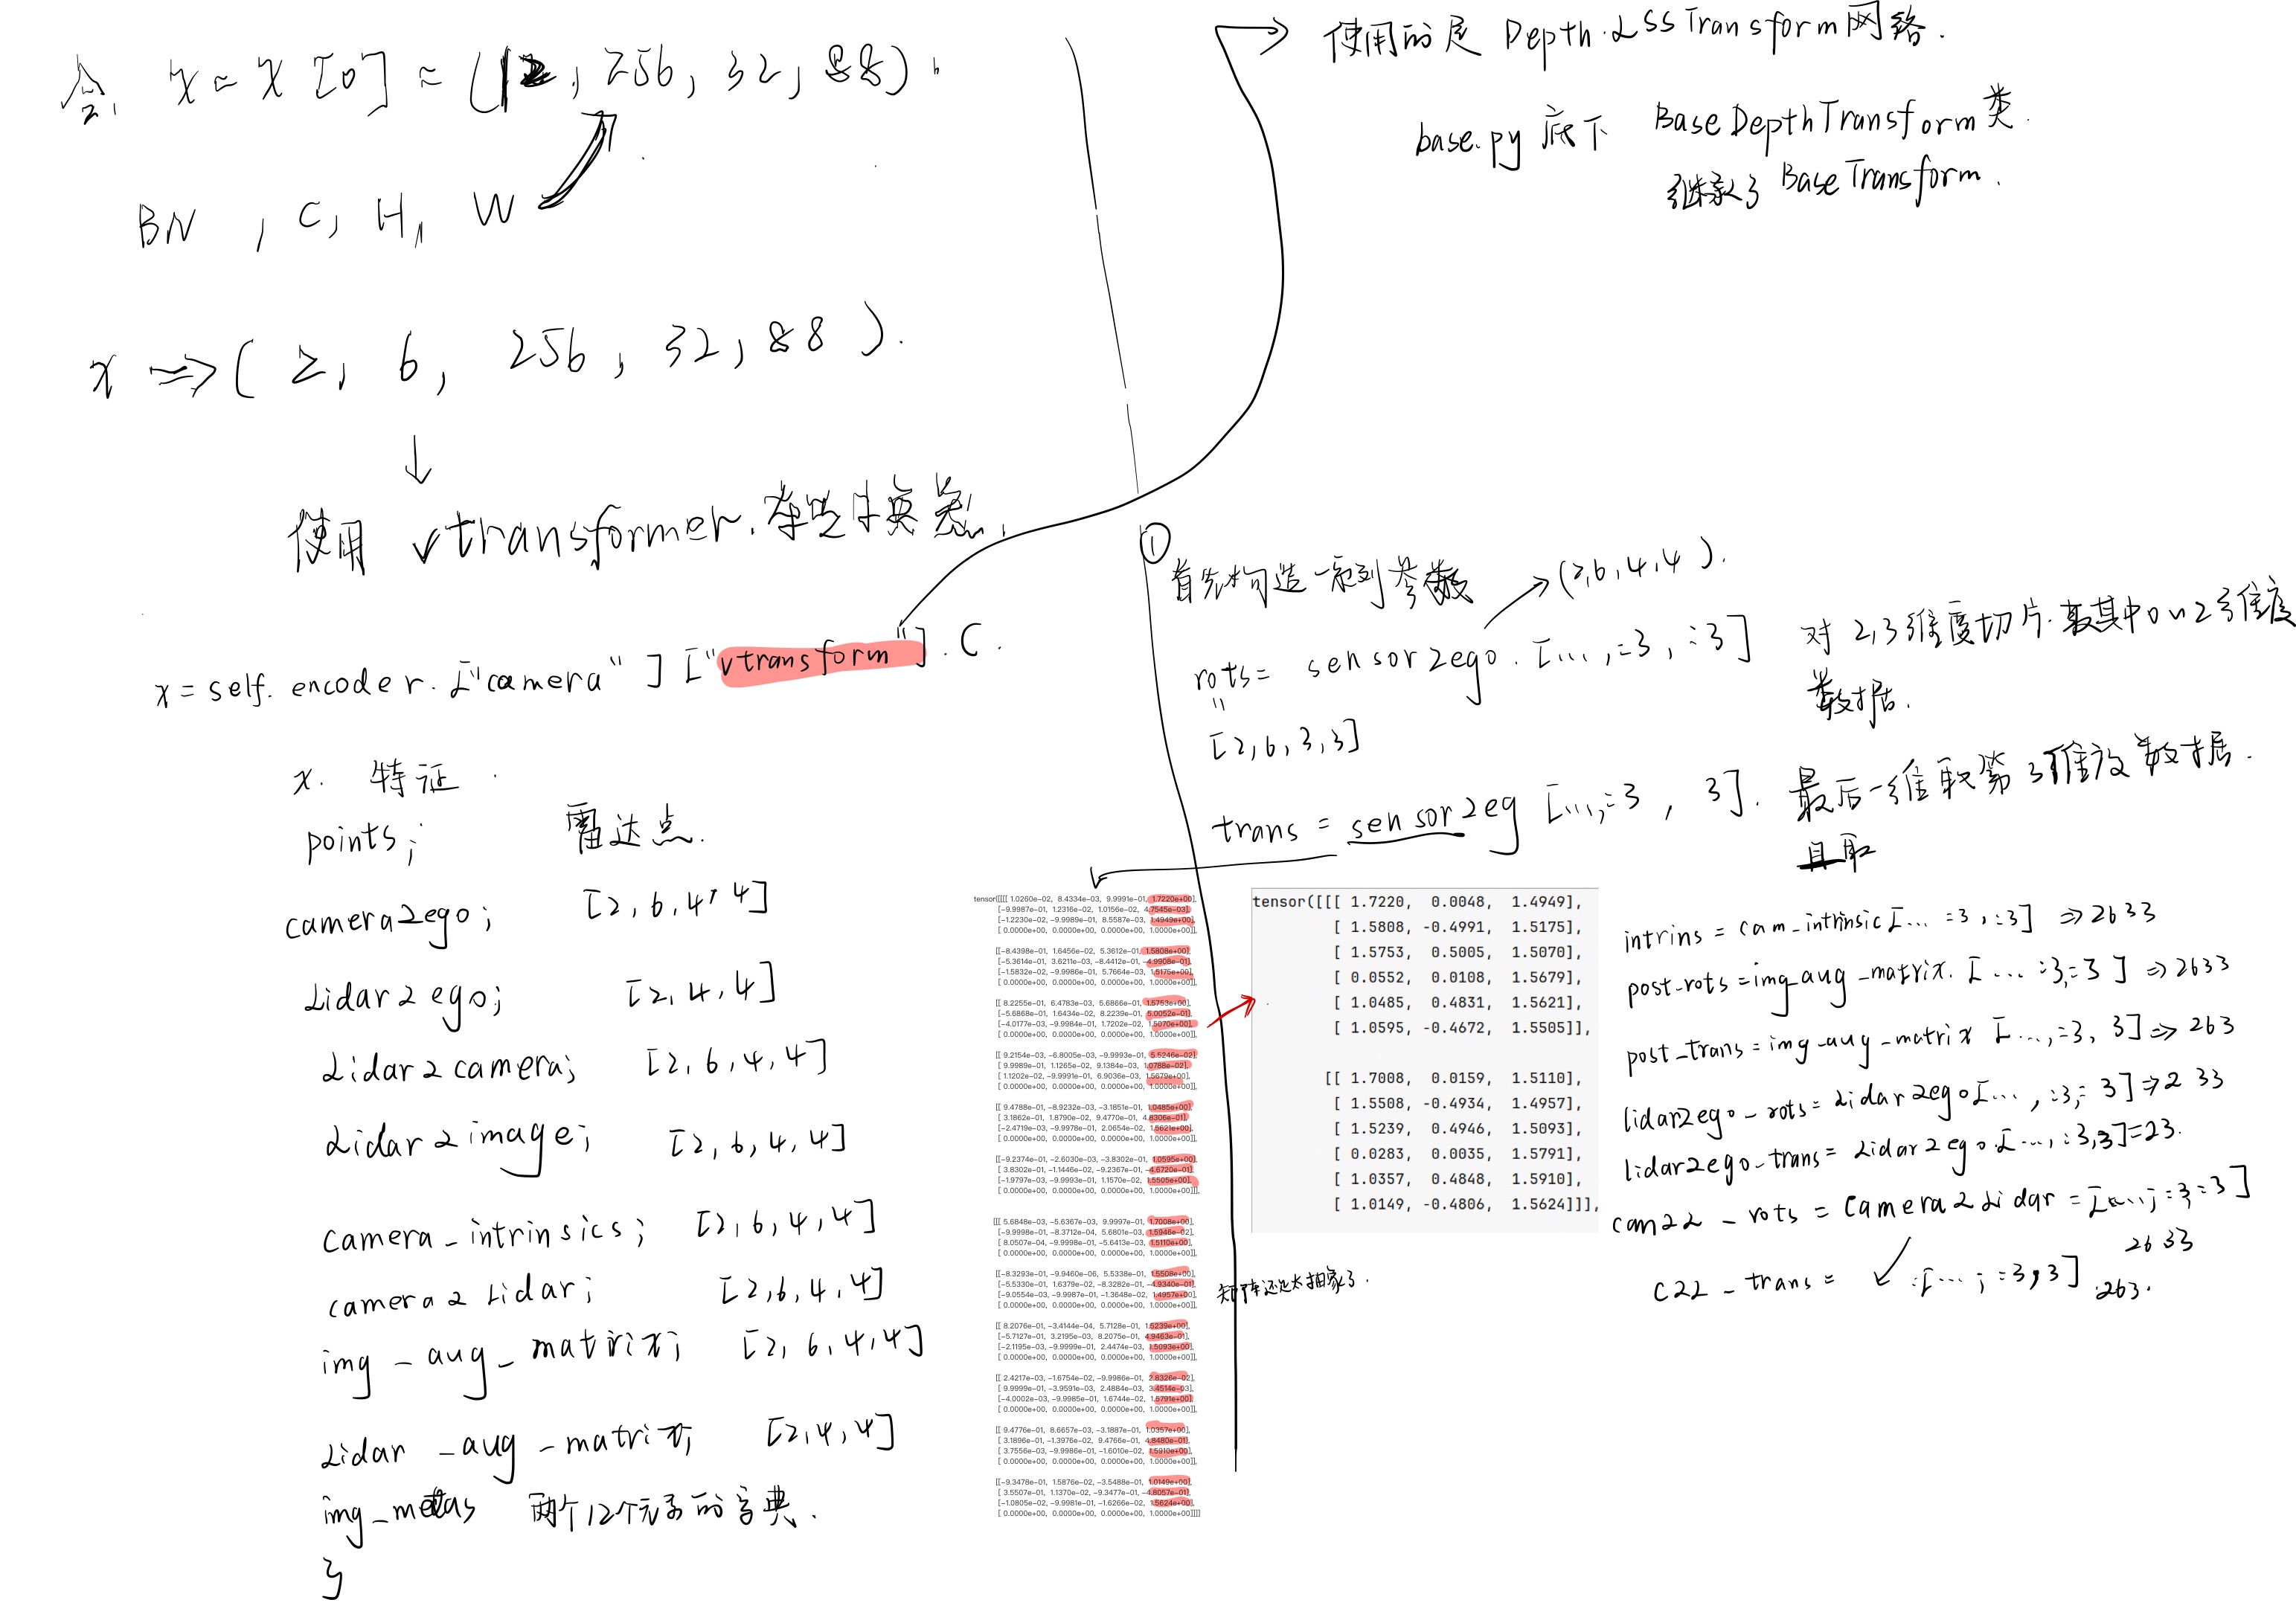 令 x = x [0] = (12, 256, 32, 88).
BN , C, H, W
x => ( 2, 6, 256, 32, 88 ).
使用 vtransformer.
x = self. encoder. ["camera"] ["vtransform"]. C.
x. 特征
points; 雷达点.
camera2ego; [2, 6, 4, 4]
Lidar2ego; [2, 4, 4]
Lidar2camera; [2, 6, 4, 4]
Lidar2image; [2, 6, 4, 4]
camera_intrinsics; [2, 6, 4, 4]
camera2Lidar; [2, 6, 4, 4]
img_aug_matrix; [2, 6, 4, 4]
Lidar_aug_matrix; [2, 4, 4]
img_metas 两个12个元素的字典.
}
使用的是 Depth.LSSTransform网络.
base.py 底下 BaseDepthTransform类.
继承了 BaseTransform.
①
首先构造一系列参数
(2, 6, 4, 4).
rots = sensor2ego. [..., :3, :3] 对 2,3维度切片.取其中0~2维度
数据.
[2, 6, 3, 3]
trans = sensor2eg [..., :3, 3]. 最后一维取第3维度数据.
且取
tensor([[[[ 1.0260e-02, 8.4334e-03, 9.9991e-01, 1.7220e+00],
[-9.9987e-01, 1.2316e-02, 1.0156e-02, 4.7545e-03],
[-1.2230e-02, -9.9989e-01, 8.5587e-03, 1.4949e+00],
[ 0.0000e+00, 0.0000e+00, 0.0000e+00, 1.0000e+00]],
[[-8.4398e-01, 1.6456e-02, 5.3612e-01, 1.5808e+00],
[-5.3614e-01, 3.6211e-03, -8.4412e-01, -4.9908e-01],
[-1.5832e-02, -9.9986e-01, 5.7664e-03, 1.5175e+00],
[ 0.0000e+00, 0.0000e+00, 0.0000e+00, 1.0000e+00]],
[[ 8.2255e-01, 6.4783e-03, 5.6866e-01, 1.5753e+00],
[-5.6868e-01, 1.6434e-02, 8.2239e-01, 5.0052e-01],
[-4.0177e-03, -9.9984e-01, 1.7202e-02, 1.5070e+00],
[ 0.0000e+00, 0.0000e+00, 0.0000e+00, 1.0000e+00]],
[[ 9.2154e-03, -6.8005e-03, -9.9993e-01, 5.5246e-02],
[ 9.9989e-01, 1.1265e-02, 9.1384e-03, 1.0788e-02],
[ 1.1202e-02, -9.9991e-01, 6.9036e-03, 1.5679e+00],
[ 0.0000e+00, 0.0000e+00, 0.0000e+00, 1.0000e+00]],
[[ 9.4788e-01, -8.9232e-03, -3.1851e-01, 1.0485e+00],
[ 3.1862e-01, 1.8790e-02, 9.4770e-01, 4.8306e-01],
[-2.4719e-03, -9.9978e-01, 2.0654e-02, 1.5621e+00],
[ 0.0000e+00, 0.0000e+00, 0.0000e+00, 1.0000e+00]],
[[-9.2374e-01, -2.6030e-03, -3.8302e-01, 1.0595e+00],
[ 3.8302e-01, -1.1446e-02, -9.2367e-01, -4.6720e-01],
[-1.9797e-03, -9.9993e-01, 1.1570e-02, 1.5505e+00],
[ 0.0000e+00, 0.0000e+00, 0.0000e+00, 1.0000e+00]]],
[[[ 5.6848e-03, -5.6367e-03, 9.9997e-01, 1.7008e+00],
[-9.9998e-01, -8.3712e-04, 5.6801e-03, 1.5946e-02],
[ 8.0507e-04, -9.9998e-01, -5.6413e-03, 1.5110e+00],
[ 0.0000e+00, 0.0000e+00, 0.0000e+00, 1.0000e+00]],
[[-8.3293e-01, -9.9460e-06, 5.5338e-01, 1.5508e+00],
[-5.5330e-01, 1.6379e-02, -8.3282e-01, -4.9340e-01],
[-9.0554e-03, -9.9987e-01, -1.3648e-02, 1.4957e+00],
[ 0.0000e+00, 0.0000e+00, 0.0000e+00, 1.0000e+00]],
[[ 8.2076e-01, -3.4144e-04, 5.7128e-01, 1.5239e+00],
[-5.7127e-01, 3.2195e-03, 8.2075e-01, 4.9463e-01],
[-2.1195e-03, -9.9999e-01, 2.4474e-03, 1.5093e+00],
[ 0.0000e+00, 0.0000e+00, 0.0000e+00, 1.0000e+00]],
[[ 2.4217e-03, -1.6754e-02, -9.9986e-01, 2.8326e-02],
[ 9.9999e-01, -3.9591e-03, 2.4884e-03, 3.4514e-03],
[-4.0002e-03, -9.9985e-01, 1.6744e-02, 1.5791e+00],
[ 0.0000e+00, 0.0000e+00, 0.0000e+00, 1.0000e+00]],
[[ 9.4776e-01, 8.6657e-03, -3.1887e-01, 1.0357e+00],
[ 3.1896e-01, -1.3976e-02, 9.4766e-01, 4.8480e-01],
[ 3.7556e-03, -9.9986e-01, -1.6010e-02, 1.5910e+00],
[ 0.0000e+00, 0.0000e+00, 0.0000e+00, 1.0000e+00]],
[[-9.3478e-01, 1.5876e-02, -3.5488e-01, 1.0149e+00],
[ 3.5507e-01, 1.1370e-02, -9.3477e-01, -4.8057e-01],
[-1.0805e-02, -9.9981e-01, -1.6266e-02, 1.5624e+00],
[ 0.0000e+00, 0.0000e+00, 0.0000e+00, 1.0000e+00]]]]
tensor([[[ 1.7220, 0.0048, 1.4949],
[ 1.5808, -0.4991, 1.5175],
[ 1.5753, 0.5005, 1.5070],
[ 0.0552, 0.0108, 1.5679],
[ 1.0485, 0.4831, 1.5621],
[ 1.0595, -0.4672, 1.5505]],
[[ 1.7008, 0.0159, 1.5110],
[ 1.5508, -0.4934, 1.4957],
[ 1.5239, 0.4946, 1.5093],
[ 0.0283, 0.0035, 1.5791],
[ 1.0357, 0.4848, 1.5910],
[ 1.0149, -0.4806, 1.5624]]],
矩阵还是太抽象了.
intrins = cam_intrinsic[... :3, :3] => 2633
post_rots = img_aug_matrix. [... :3, :3] => 2633
post_trans = img_aug_matrix [..., :3, 3] => 263
lidar2ego_rots = Lidar2ego[..., :3, :3] => 233
lidar2ego_trans = Lidar2ego.[..., :3,3] = 23.
cam2L_rots = Camera2Lidar = [..., :3, :3]
2633
C2L_trans = [..., :3, 3] 263.